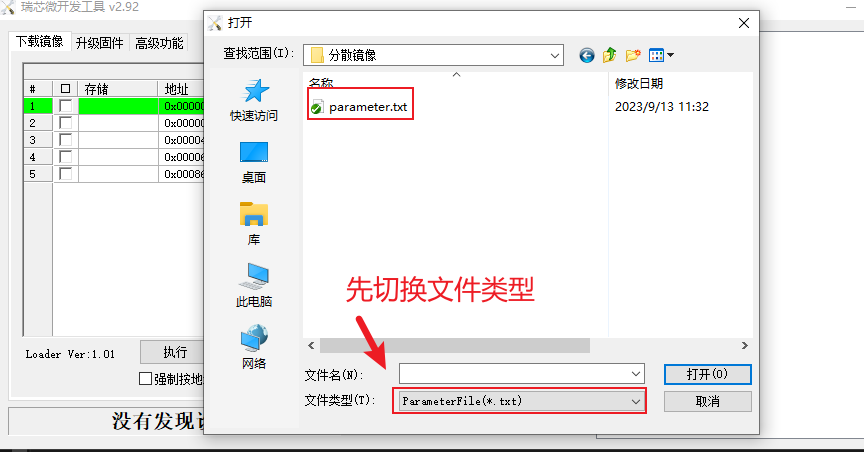 瑞芯微开发工具 v2.92
下载镜像 升级固件 高级功能
# 存储 地址
1 0x00000
2 0x0000
3 0x00004
4 0x00006
5 0x00086
Loader Ver:1.01 执行
强制按地
没有发现
打开
查找范围(I): 分散镜像
快速访问
桌面
库
此电脑
网络
名称 修改日期
parameter.txt 2023/9/13 11:32
先切换文件类型
文件名(N): 打开(O)
文件类型(T): ParameterFile(*.txt) 取消